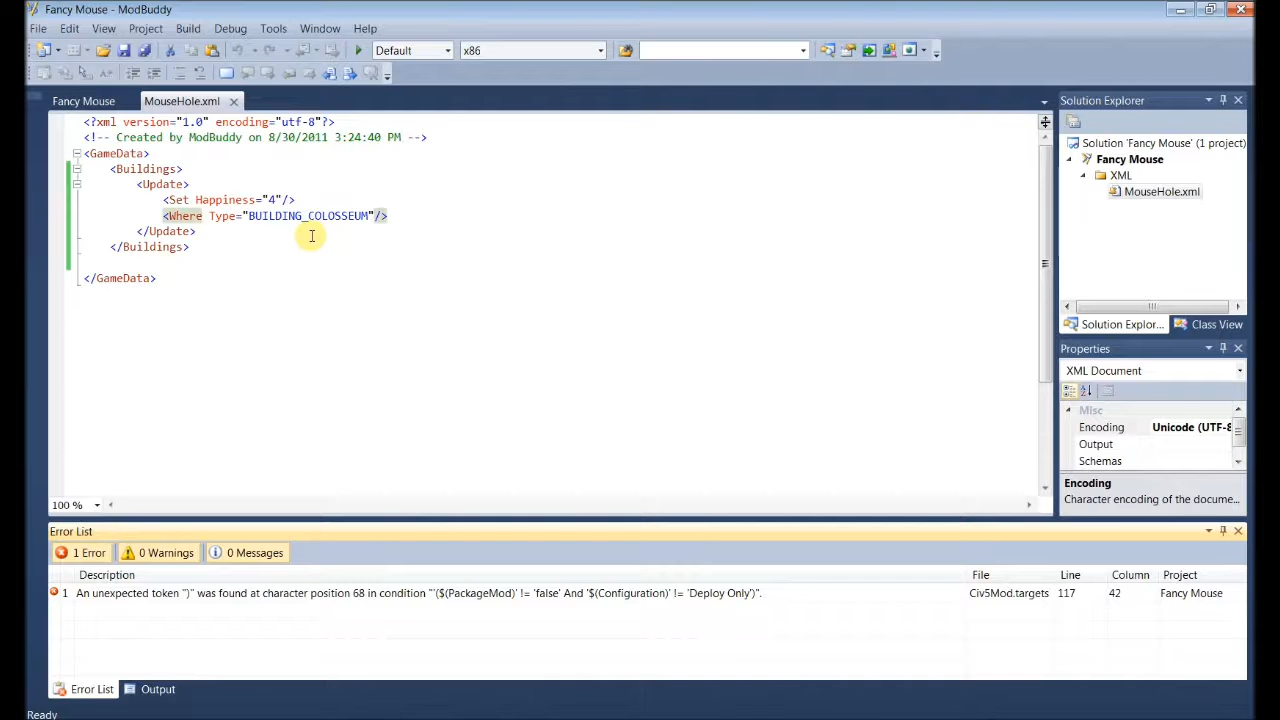 Fancy Mouse - ModBuddy
File Edit View Project Build Debug Tools Window Help
Default x86
Fancy Mouse MouseHole.xml
<?xml version="1.0" encoding="utf-8"?>
<!-- Created by ModBuddy on 8/30/2011 3:24:40 PM -->
<GameData>
<Buildings>
<Update>
<Set Happiness="4"/>
<Where Type="BUILDING_COLOSSEUM"/>
</Update>
</Buildings>
</GameData>
100 %
Solution Explorer
Solution 'Fancy Mouse' (1 project)
Fancy Mouse
XML
MouseHole.xml
Solution Explor... Class View
Properties
XML Document
Misc
Encoding Unicode (UTF-8
Output
Schemas
Encoding
Character encoding of the docume...
Error List
1 Error 0 Warnings 0 Messages
Description File Line Column Project
1 An unexpected token ")" was found at character position 68 in condition "'($(PackageMod)' != 'false' And '$(Configuration)' != 'Deploy Only')". Civ5Mod.targets 117 42 Fancy Mouse
Error List Output
Ready